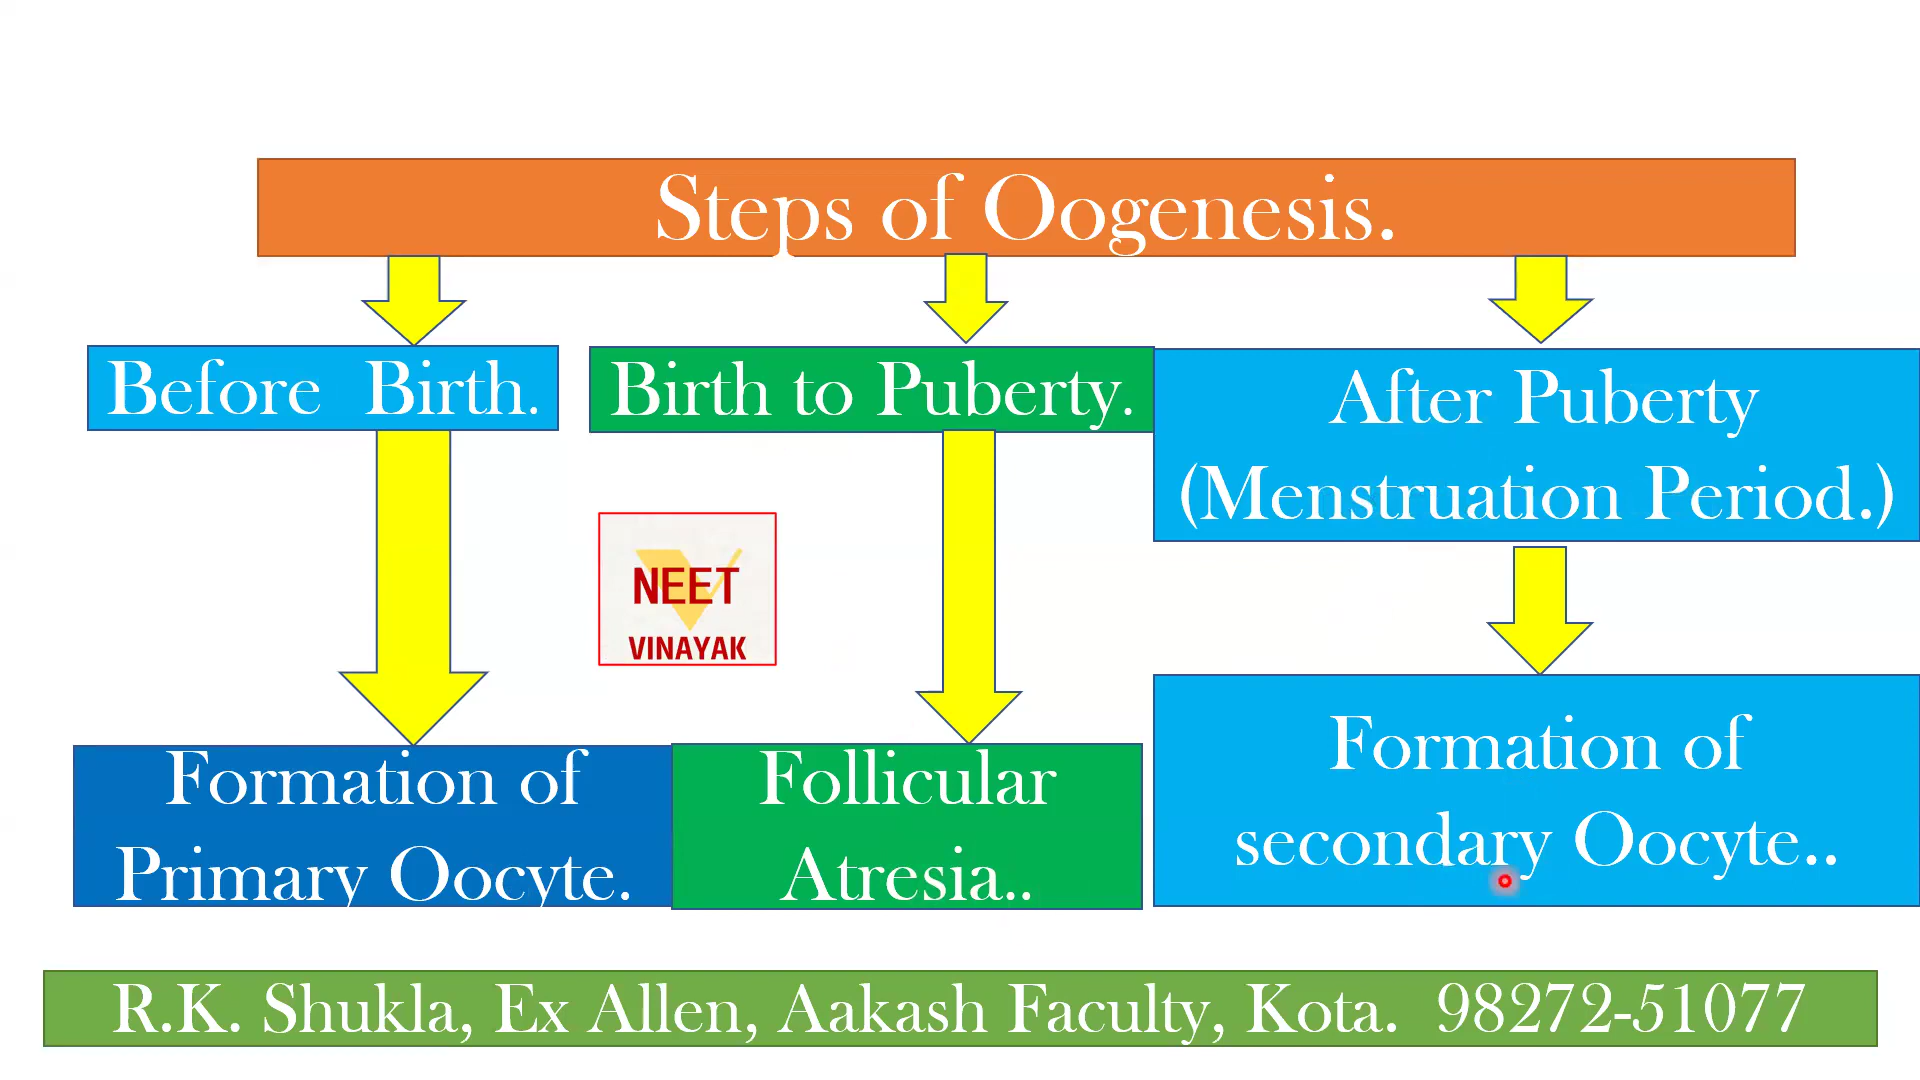 Steps of Oogenesis.
Before Birth.
Birth to Puberty.
After Puberty
(Menstruation Period.)
NEET
VINAYAK
Formation of
Primary Oocyte.
Follicular
Atresia..
Formation of
secondary Oocyte..
R.K. Shukla, Ex Allen, Aakash Faculty, Kota. 98272-51077